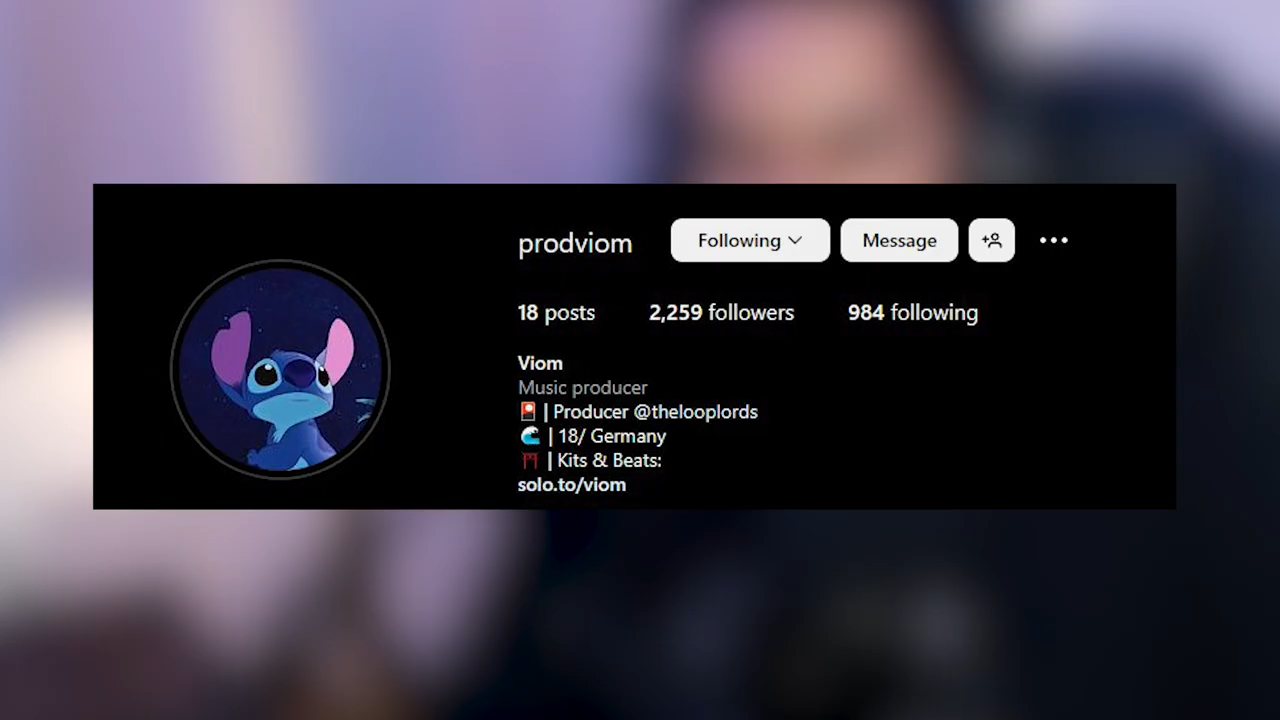 prodviom Following Message
18 posts 2,259 followers 984 following
Viom
Music producer
🎴 | Producer @thelooplords
🌊 | 18/ Germany
⛩️ | Kits & Beats:
solo.to/viom